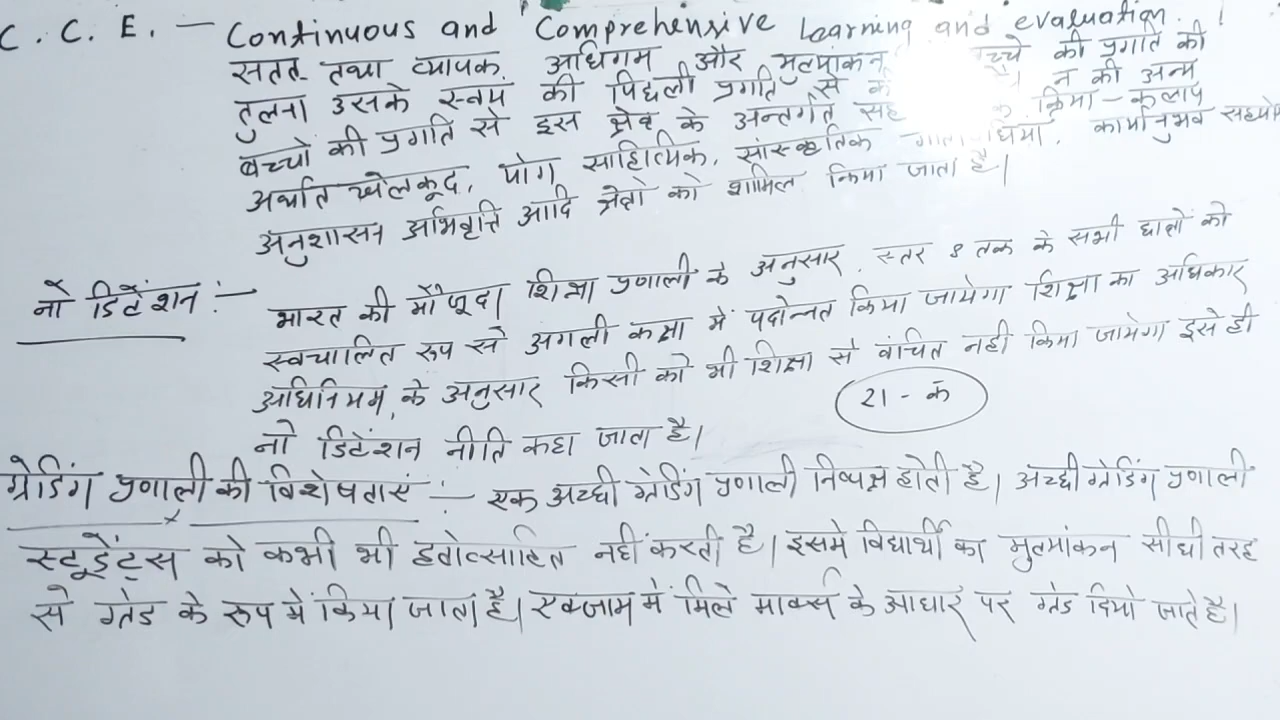 C. C. E. - Continuous and Comprehensive Learning and evaluation.
सतत तथा व्यापक अधिगम और मुल्यांकन बच्चे की प्रगति की
तुलना उसके स्वयं की पिछली प्रगति से न की अन्य
बच्चो की प्रगति से इस क्षेत्र के अन्तर्गत क्रिया-कलाप
अर्थात खेलकूद, योग साहित्यिक, सांस्कृतिक कार्यानुभव सहयोग
अनुशासन अभिवृत्ति आदि क्षेत्रो को शामिल किया जाता है।
नो डिटेंशन :- भारत की मौजूदा शिक्षा प्रणाली के अनुसार, स्तर 8 तक के सभी छात्रो को
स्वचालित रूप से अगली कक्षा में पदोन्नत किया जायेगा शिक्षा का अधिकार
अधिनियम, के अनुसार किसी को भी शिक्षा से वंचित नही किया जायेगा इसे ही
21 - क
नो डिटेंशन नीति कहा जाता है।
ग्रेडिंग प्रणाली की विशेषताएं :- एक अच्छी ग्रेडिंग प्रणाली निष्पक्ष होती है। अच्छी ग्रेडिंग प्रणाली
स्टूडेंट्स को कभी भी हतोत्साहित नहीं करती है। इसमे विद्यार्थी का मुल्यांकन सीधी तरह
से ग्रेड के रूप में किया जाता है। एक्जाम में मिले मार्क्स के आधार पर ग्रेड दिये जाते है।